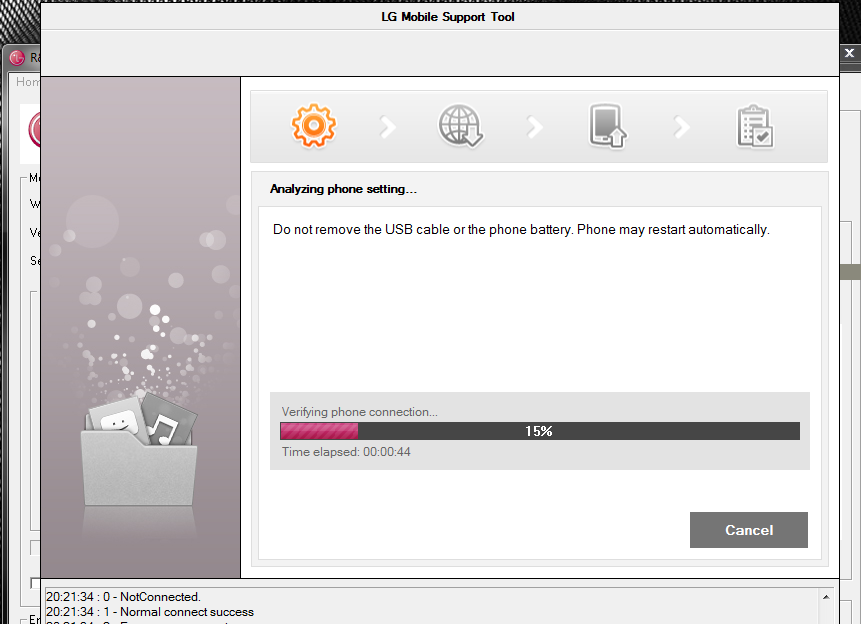 LG Mobile Support Tool
Analyzing phone setting...
Do not remove the USB cable or the phone battery. Phone may restart automatically.
Verifying phone connection...
15%
Time elapsed: 00:00:44
Cancel
20:21:34 : 0 - NotConnected.
20:21:34 : 1 - Normal connect success